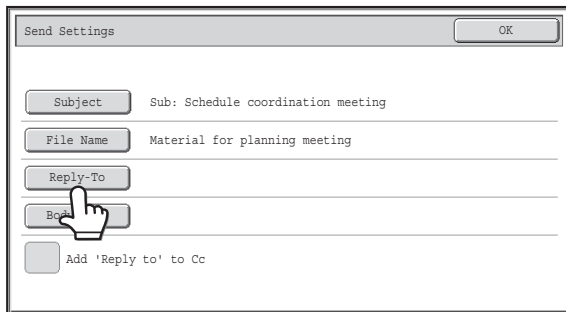 Send Settings
OK
Subject Sub: Schedule coordination meeting
File Name Material for planning meeting
Reply-To
Add 'Reply to' to Cc